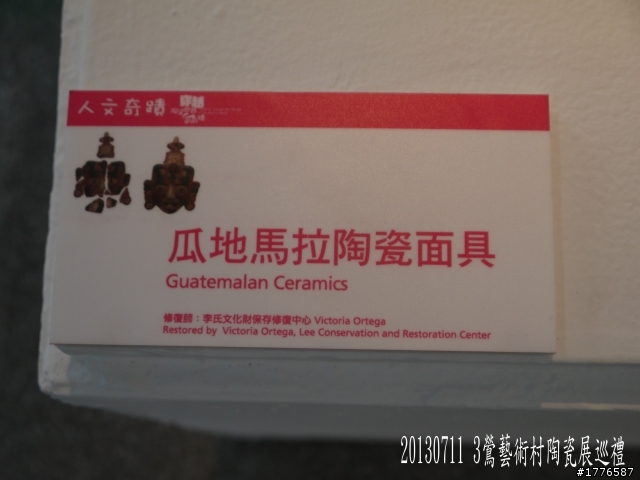 人文奇蹟 穿越
瓜地馬拉陶瓷面具
Guatemalan Ceramics
修復師：李氏文化財保存修復中心 Victoria Ortega
Restored by Victoria Ortega, Lee Conservation and Restoration Center
20130711 3鶯藝術村陶瓷展巡禮
#1776587